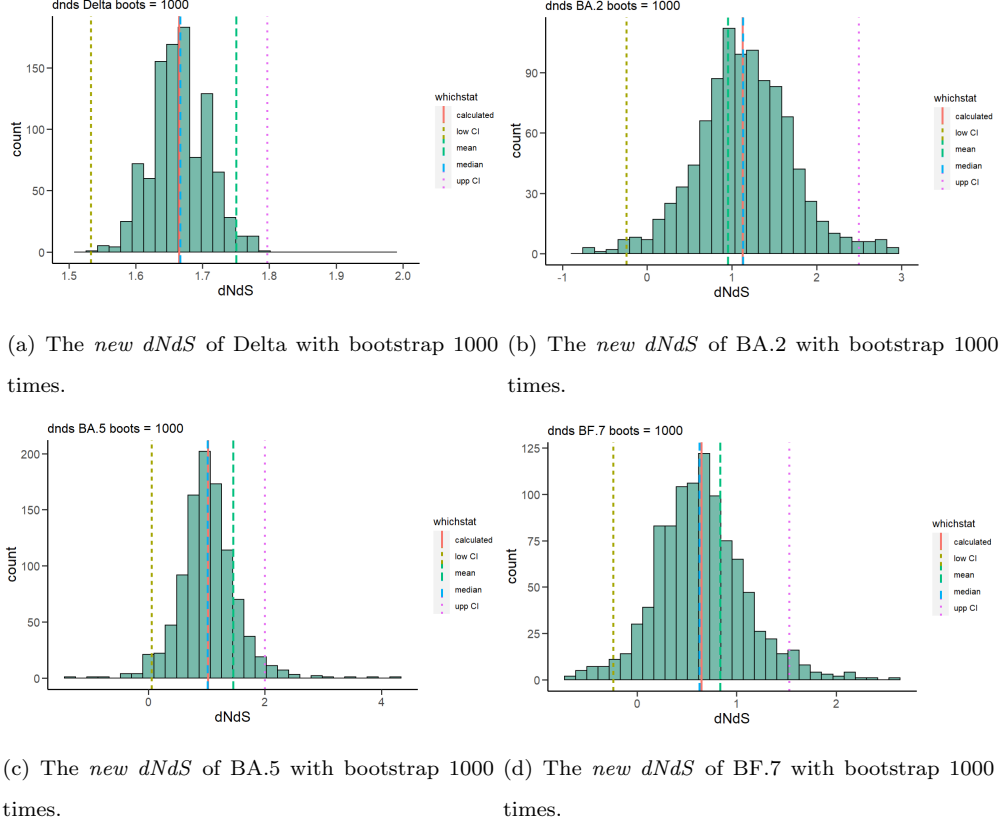 dnds Delta boots = 1000
150
100
50
0
count
1.5 1.6 1.7 1.8 1.9 2.0
dNdS
whichstat
calculated
low CI
mean
median
upp CI
dnds BA.2 boots = 1000
90
60
30
0
count
-1 0 1 2 3
dNdS
whichstat
calculated
low CI
mean
median
upp CI
(a) The new dNdS of Delta with bootstrap 1000
times.
(b) The new dNdS of BA.2 with bootstrap 1000
times.
dnds BA.5 boots = 1000
200
150
100
50
0
count
0 2 4
dNdS
whichstat
calculated
low CI
mean
median
upp CI
dnds BF.7 boots = 1000
125
100
75
50
25
0
count
0 1 2
dNdS
whichstat
calculated
low CI
mean
median
upp CI
(c) The new dNdS of BA.5 with bootstrap 1000
times.
(d) The new dNdS of BF.7 with bootstrap 1000
times.